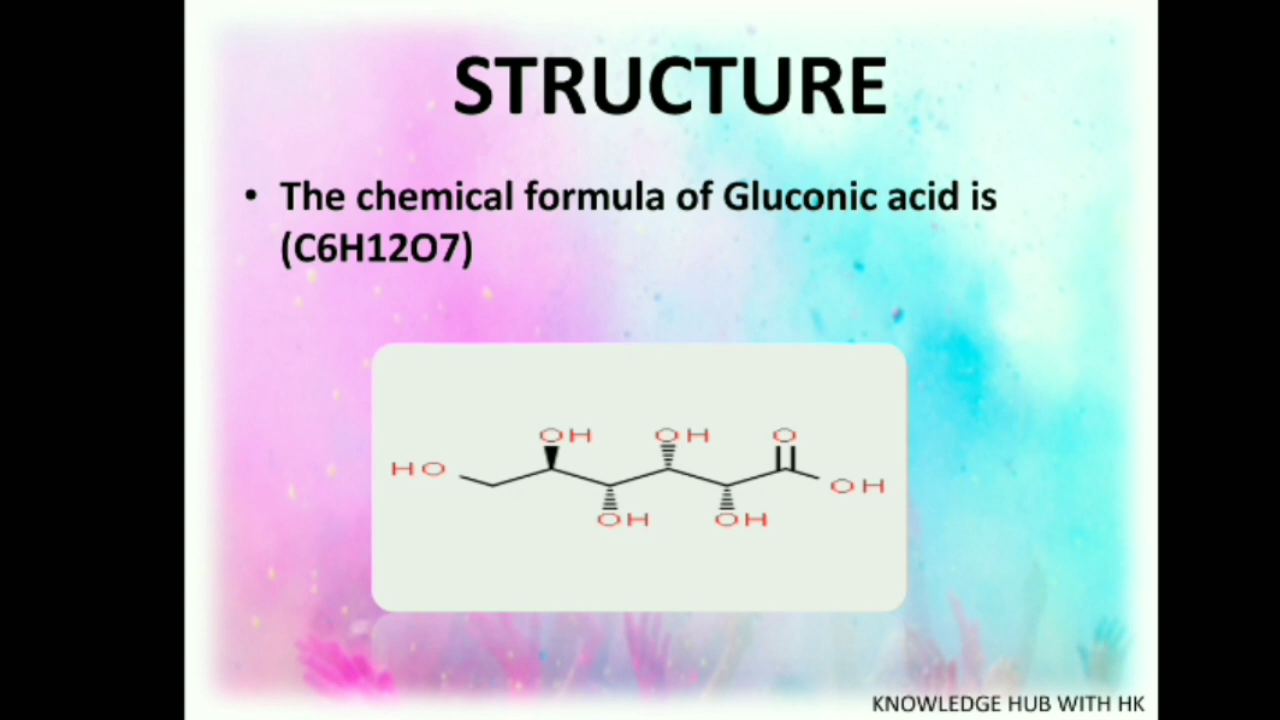 STRUCTURE
• The chemical formula of Gluconic acid is
(C6H12O7)
OH OH O
HO
OH
OH OH
KNOWLEDGE HUB WITH HK